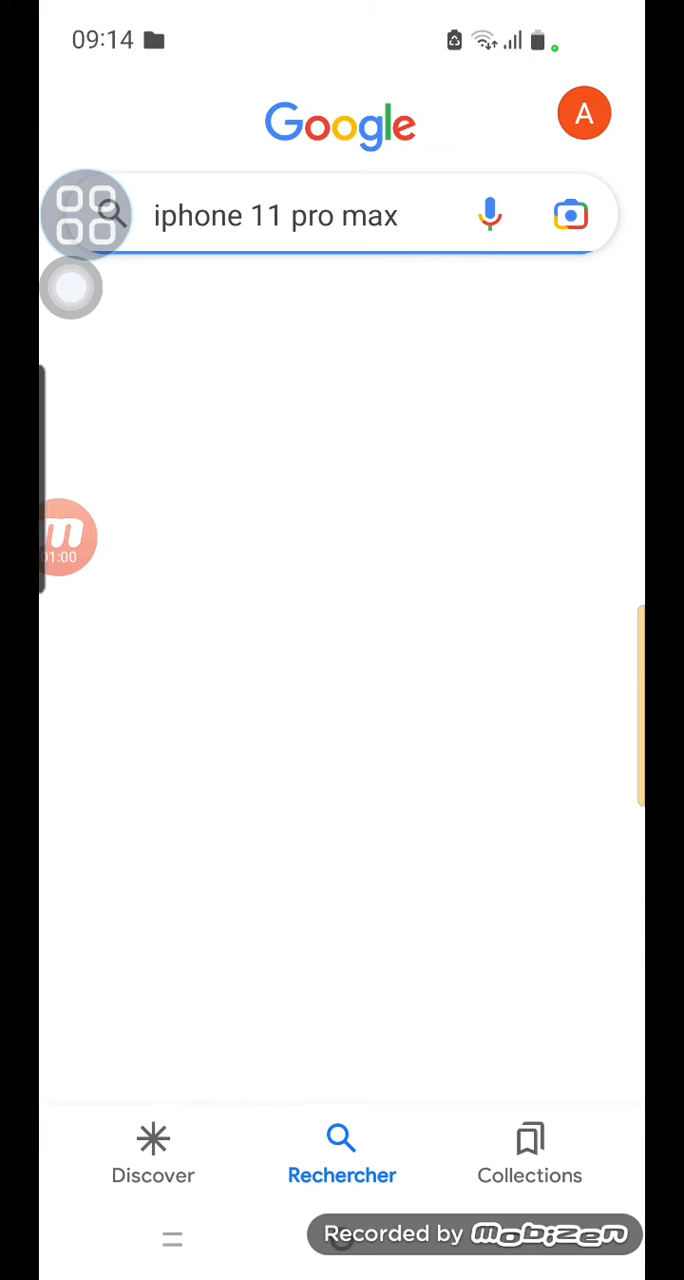 09:14
Google
A
iphone 11 pro max
m
01:00
Discover
Rechercher
Collections
Recorded by mobizen